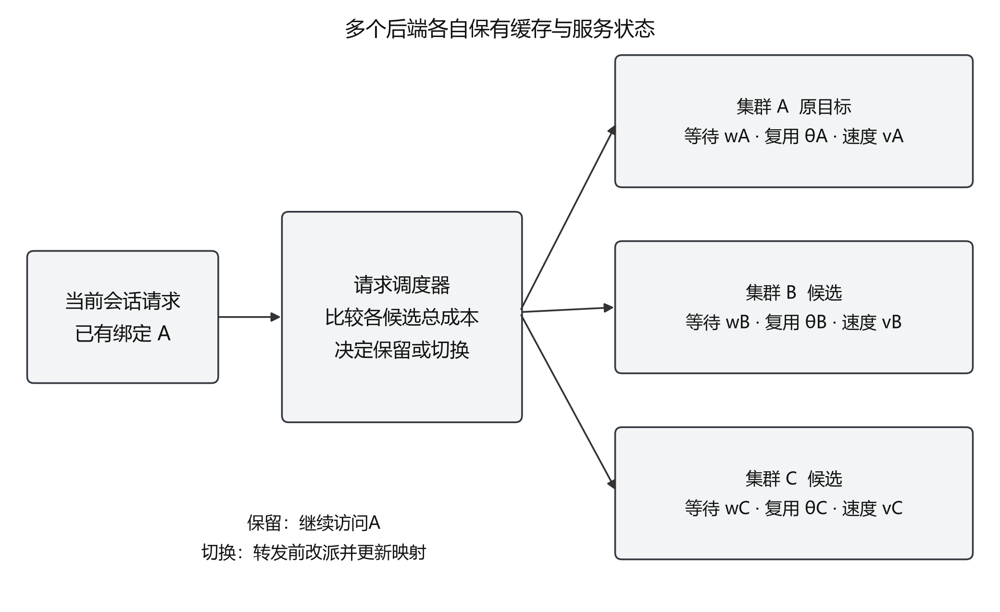 多个后端各自保有缓存与服务状态
当前会话请求
已有绑定 A
请求调度器
比较各候选总成本
决定保留或切换
集群 A 原目标
等待 wA · 复用 θA · 速度 vA
集群 B 候选
等待 wB · 复用 θB · 速度 vB
集群 C 候选
等待 wC · 复用 θC · 速度 vC
保留：继续访问A
切换：转发前改派并更新映射